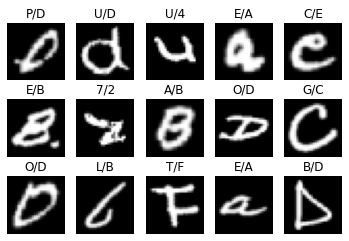 P/D U/D U/4 E/A C/E
D d u a e
E/B 7/2 A/B O/D G/C
B. B D C
O/D L/B T/F E/A B/D
D b F a D